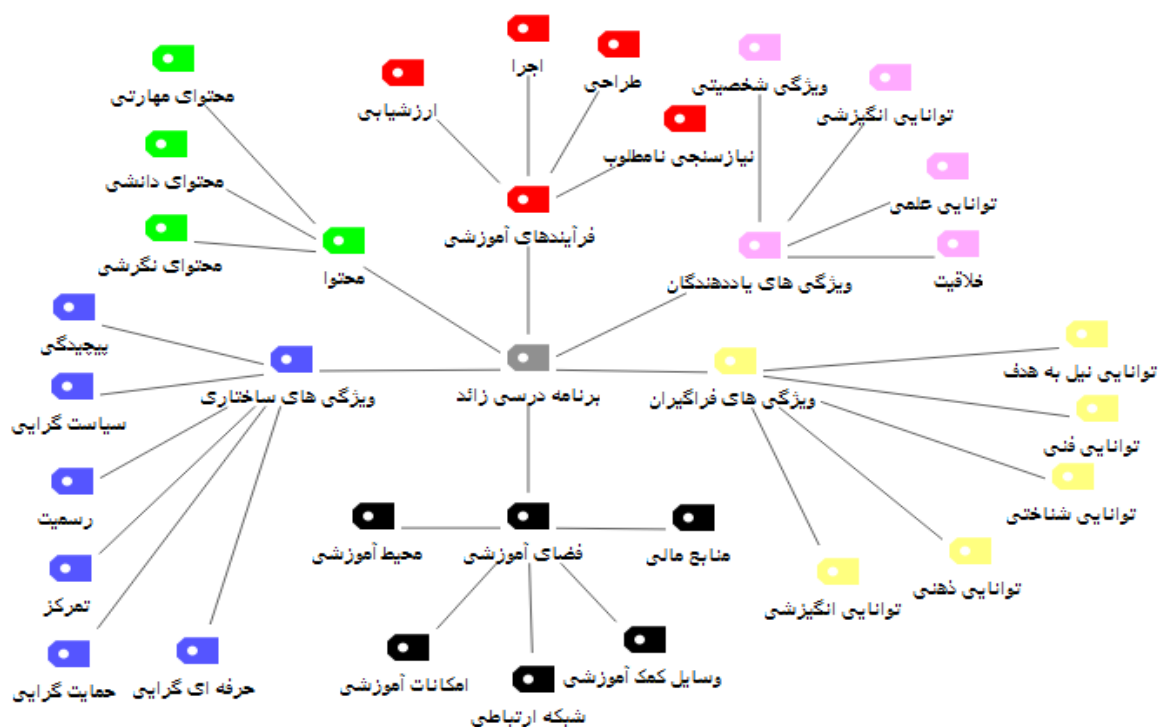 اجرا
طراحی
ویژگی شخصیتی
محتوای مهارتی
ارزشیابی
توانایی انگیزشی
نیازسنجی نامطلوب
محتوای دانشی
توانایی علمی
فرآیندهای آموزشی
محتوای نگرشی
محتوا
ویژگی های یاددهندگان
خلاقیت
پیچیدگی
توانایی نیل به هدف
ویژگی های ساختاری
برنامه درسی زائد
ویژگی های فراگیران
سیاست گرایی
توانایی فنی
رسمیت
توانایی شناختی
محیط آموزشی
فضای آموزشی
منابع مالی
توانایی ذهنی
تمرکز
توانایی انگیزشی
حمایت گرایی
حرفه ای گرایی
امکانات آموزشی
وسایل کمک آموزشی
شبکه ارتباطی